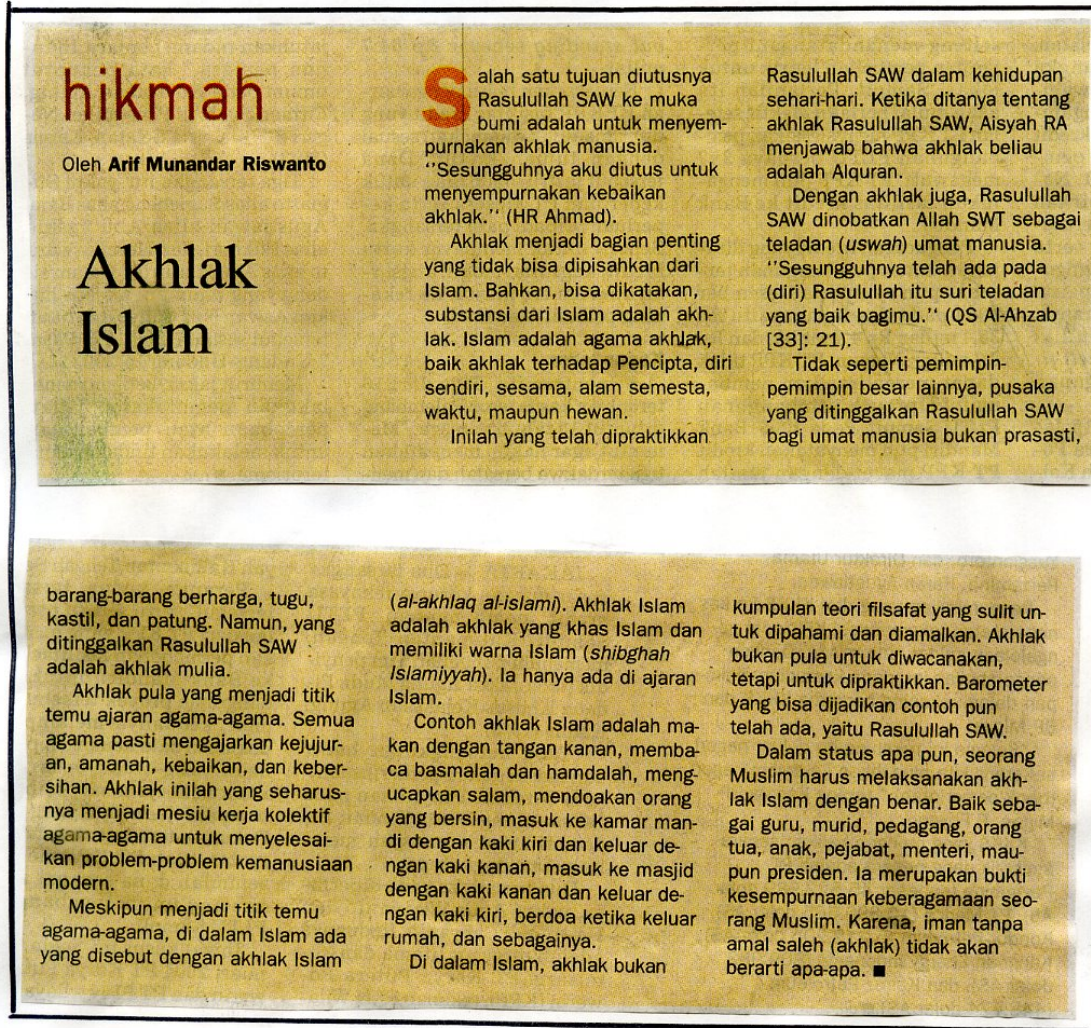 hikmah
Oleh Arif Munandar Riswanto
Akhlak
Islam
Salah satu tujuan diutusnya
Rasulullah SAW ke muka
bumi adalah untuk menyem-
purnakan akhlak manusia.
‘‘Sesungguhnya aku diutus untuk
menyempurnakan kebaikan
akhlak.’’ (HR Ahmad).
Akhlak menjadi bagian penting
yang tidak bisa dipisahkan dari
Islam. Bahkan, bisa dikatakan,
substansi dari Islam adalah akh-
lak. Islam adalah agama akhlak,
baik akhlak terhadap Pencipta, diri
sendiri, sesama, alam semesta,
waktu, maupun hewan.
Inilah yang telah dipraktikkan
Rasulullah SAW dalam kehidupan
sehari-hari. Ketika ditanya tentang
akhlak Rasulullah SAW, Aisyah RA
menjawab bahwa akhlak beliau
adalah Alquran.
Dengan akhlak juga, Rasulullah
SAW dinobatkan Allah SWT sebagai
teladan (uswah) umat manusia.
‘‘Sesungguhnya telah ada pada
(diri) Rasulullah itu suri teladan
yang baik bagimu.’’ (QS Al-Ahzab
[33]: 21).
Tidak seperti pemimpin-
pemimpin besar lainnya, pusaka
yang ditinggalkan Rasulullah SAW
bagi umat manusia bukan prasasti,
barang-barang berharga, tugu,
kastil, dan patung. Namun, yang
ditinggalkan Rasulullah SAW
adalah akhlak mulia.
Akhlak pula yang menjadi titik
temu ajaran agama-agama. Semua
agama pasti mengajarkan kejujur-
an, amanah, kebaikan, dan keber-
sihan. Akhlak inilah yang seharus-
nya menjadi mesiu kerja kolektif
agama-agama untuk menyelesai-
kan problem-problem kemanusiaan
modern.
Meskipun menjadi titik temu
agama-agama, di dalam Islam ada
yang disebut dengan akhlak Islam
(al-akhlaq al-islami). Akhlak Islam
adalah akhlak yang khas Islam dan
memiliki warna Islam (shibghah
Islamiyyah). Ia hanya ada di ajaran
Islam.
Contoh akhlak Islam adalah ma-
kan dengan tangan kanan, memba-
ca basmalah dan hamdalah, meng-
ucapkan salam, mendoakan orang
yang bersin, masuk ke kamar man-
di dengan kaki kiri dan keluar de-
ngan kaki kanan, masuk ke masjid
dengan kaki kanan dan keluar de-
ngan kaki kiri, berdoa ketika keluar
rumah, dan sebagainya.
Di dalam Islam, akhlak bukan
kumpulan teori filsafat yang sulit un-
tuk dipahami dan diamalkan. Akhlak
bukan pula untuk diwacanakan,
tetapi untuk dipraktikkan. Barometer
yang bisa dijadikan contoh pun
telah ada, yaitu Rasulullah SAW.
Dalam status apa pun, seorang
Muslim harus melaksanakan akh-
lak Islam dengan benar. Baik seba-
gai guru, murid, pedagang, orang
tua, anak, pejabat, menteri, mau-
pun presiden. Ia merupakan bukti
kesempurnaan keberagamaan seo-
rang Muslim. Karena, iman tanpa
amal saleh (akhlak) tidak akan
berarti apa-apa. ■